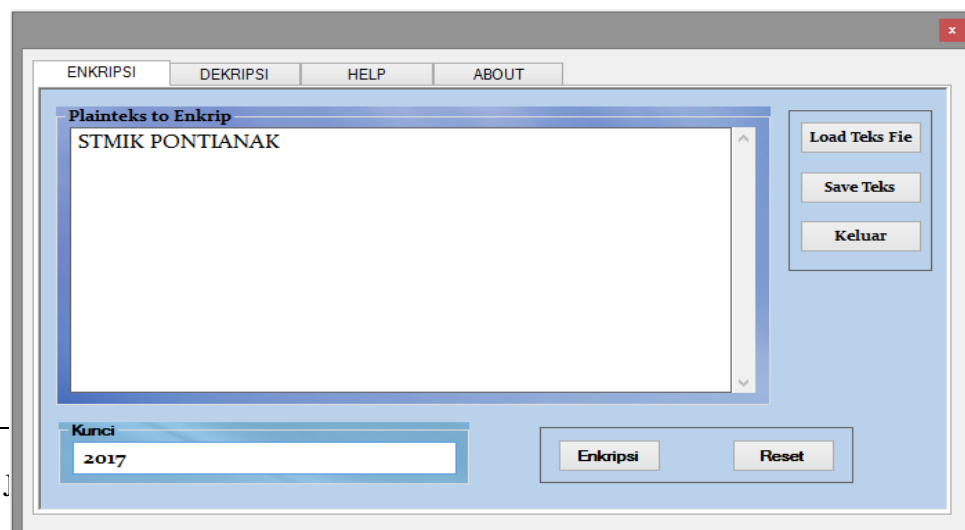 x
ENKRIPSI DEKRIPSI HELP ABOUT
Plainteks to Enkrip
STMIK PONTIANAK
Load Teks Fie
Save Teks
Keluar
Kunci
2017
Enkripsi Reset